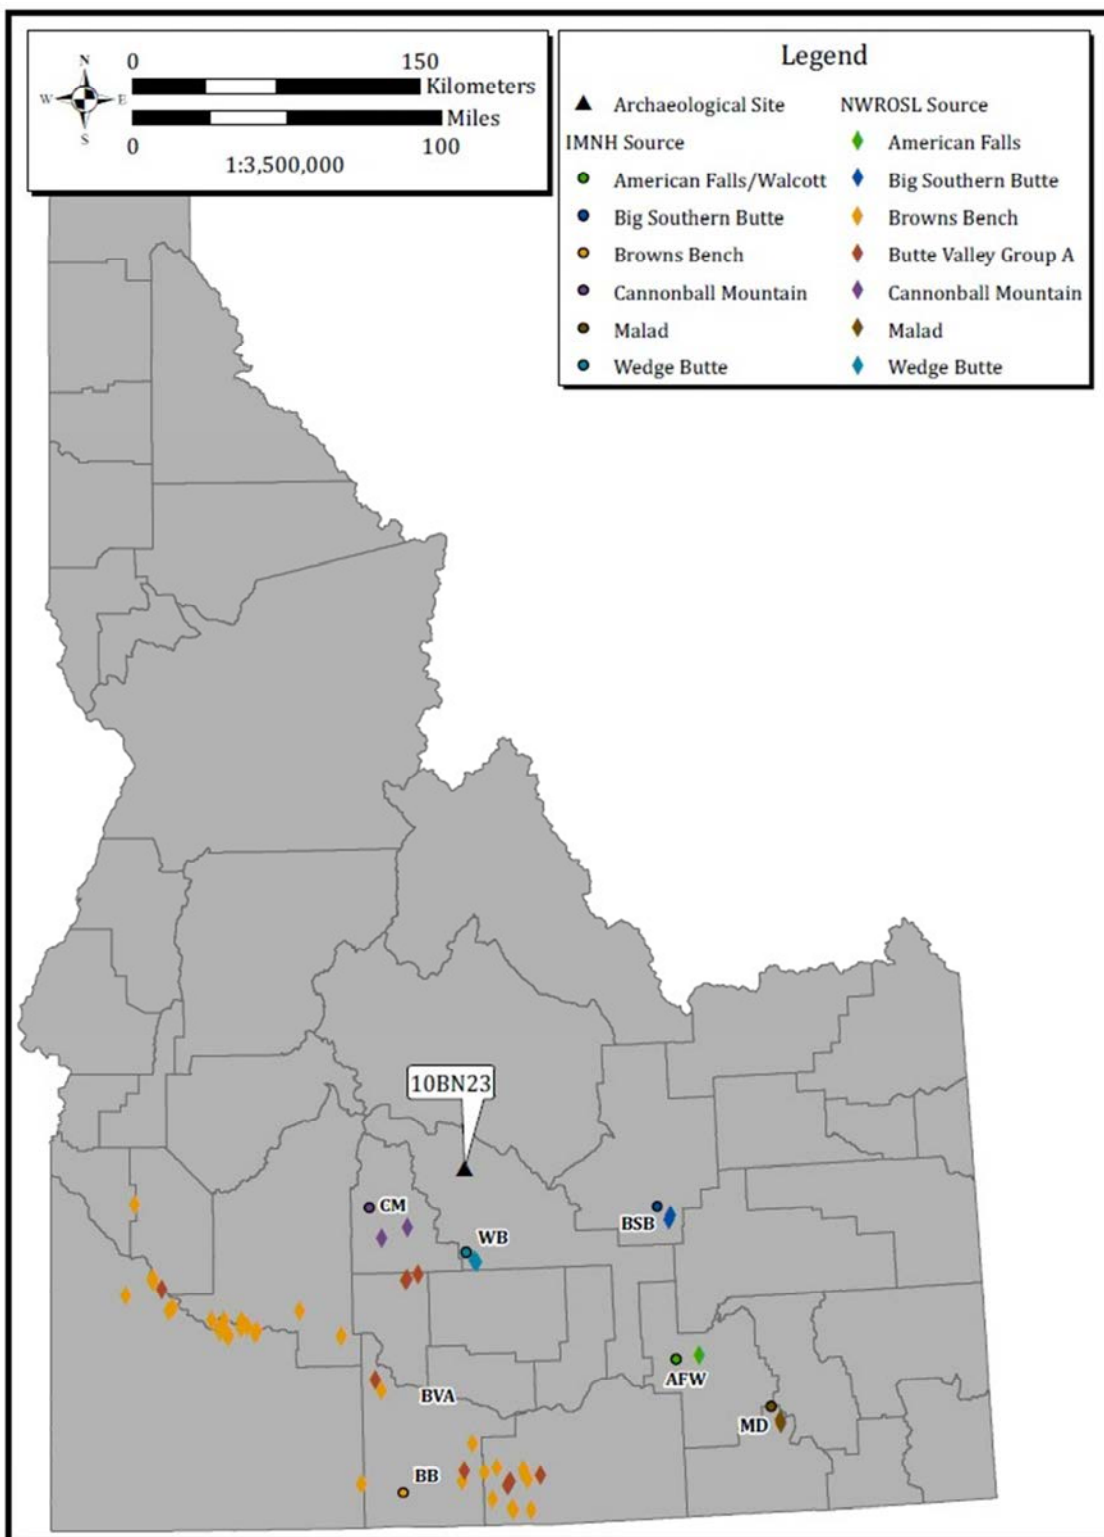 N
W E
S
0 150
Kilometers
Miles
0 100
1:3,500,000
Legend
Archaeological Site
IMNH Source
American Falls/Walcott
Big Southern Butte
Browns Bench
Cannonball Mountain
Malad
Wedge Butte
NWROSL Source
American Falls
Big Southern Butte
Browns Bench
Butte Valley Group A
Cannonball Mountain
Malad
Wedge Butte
10BN23
CM
BSB
WB
AFW
BVA
MD
BB